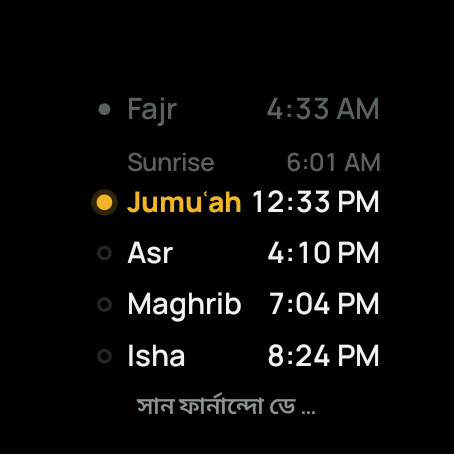 Fajr 4:33 AM
Sunrise 6:01 AM
Jumuʿah 12:33 PM
Asr 4:10 PM
Maghrib 7:04 PM
Isha 8:24 PM
সান ফার্নান্দো ডে ...